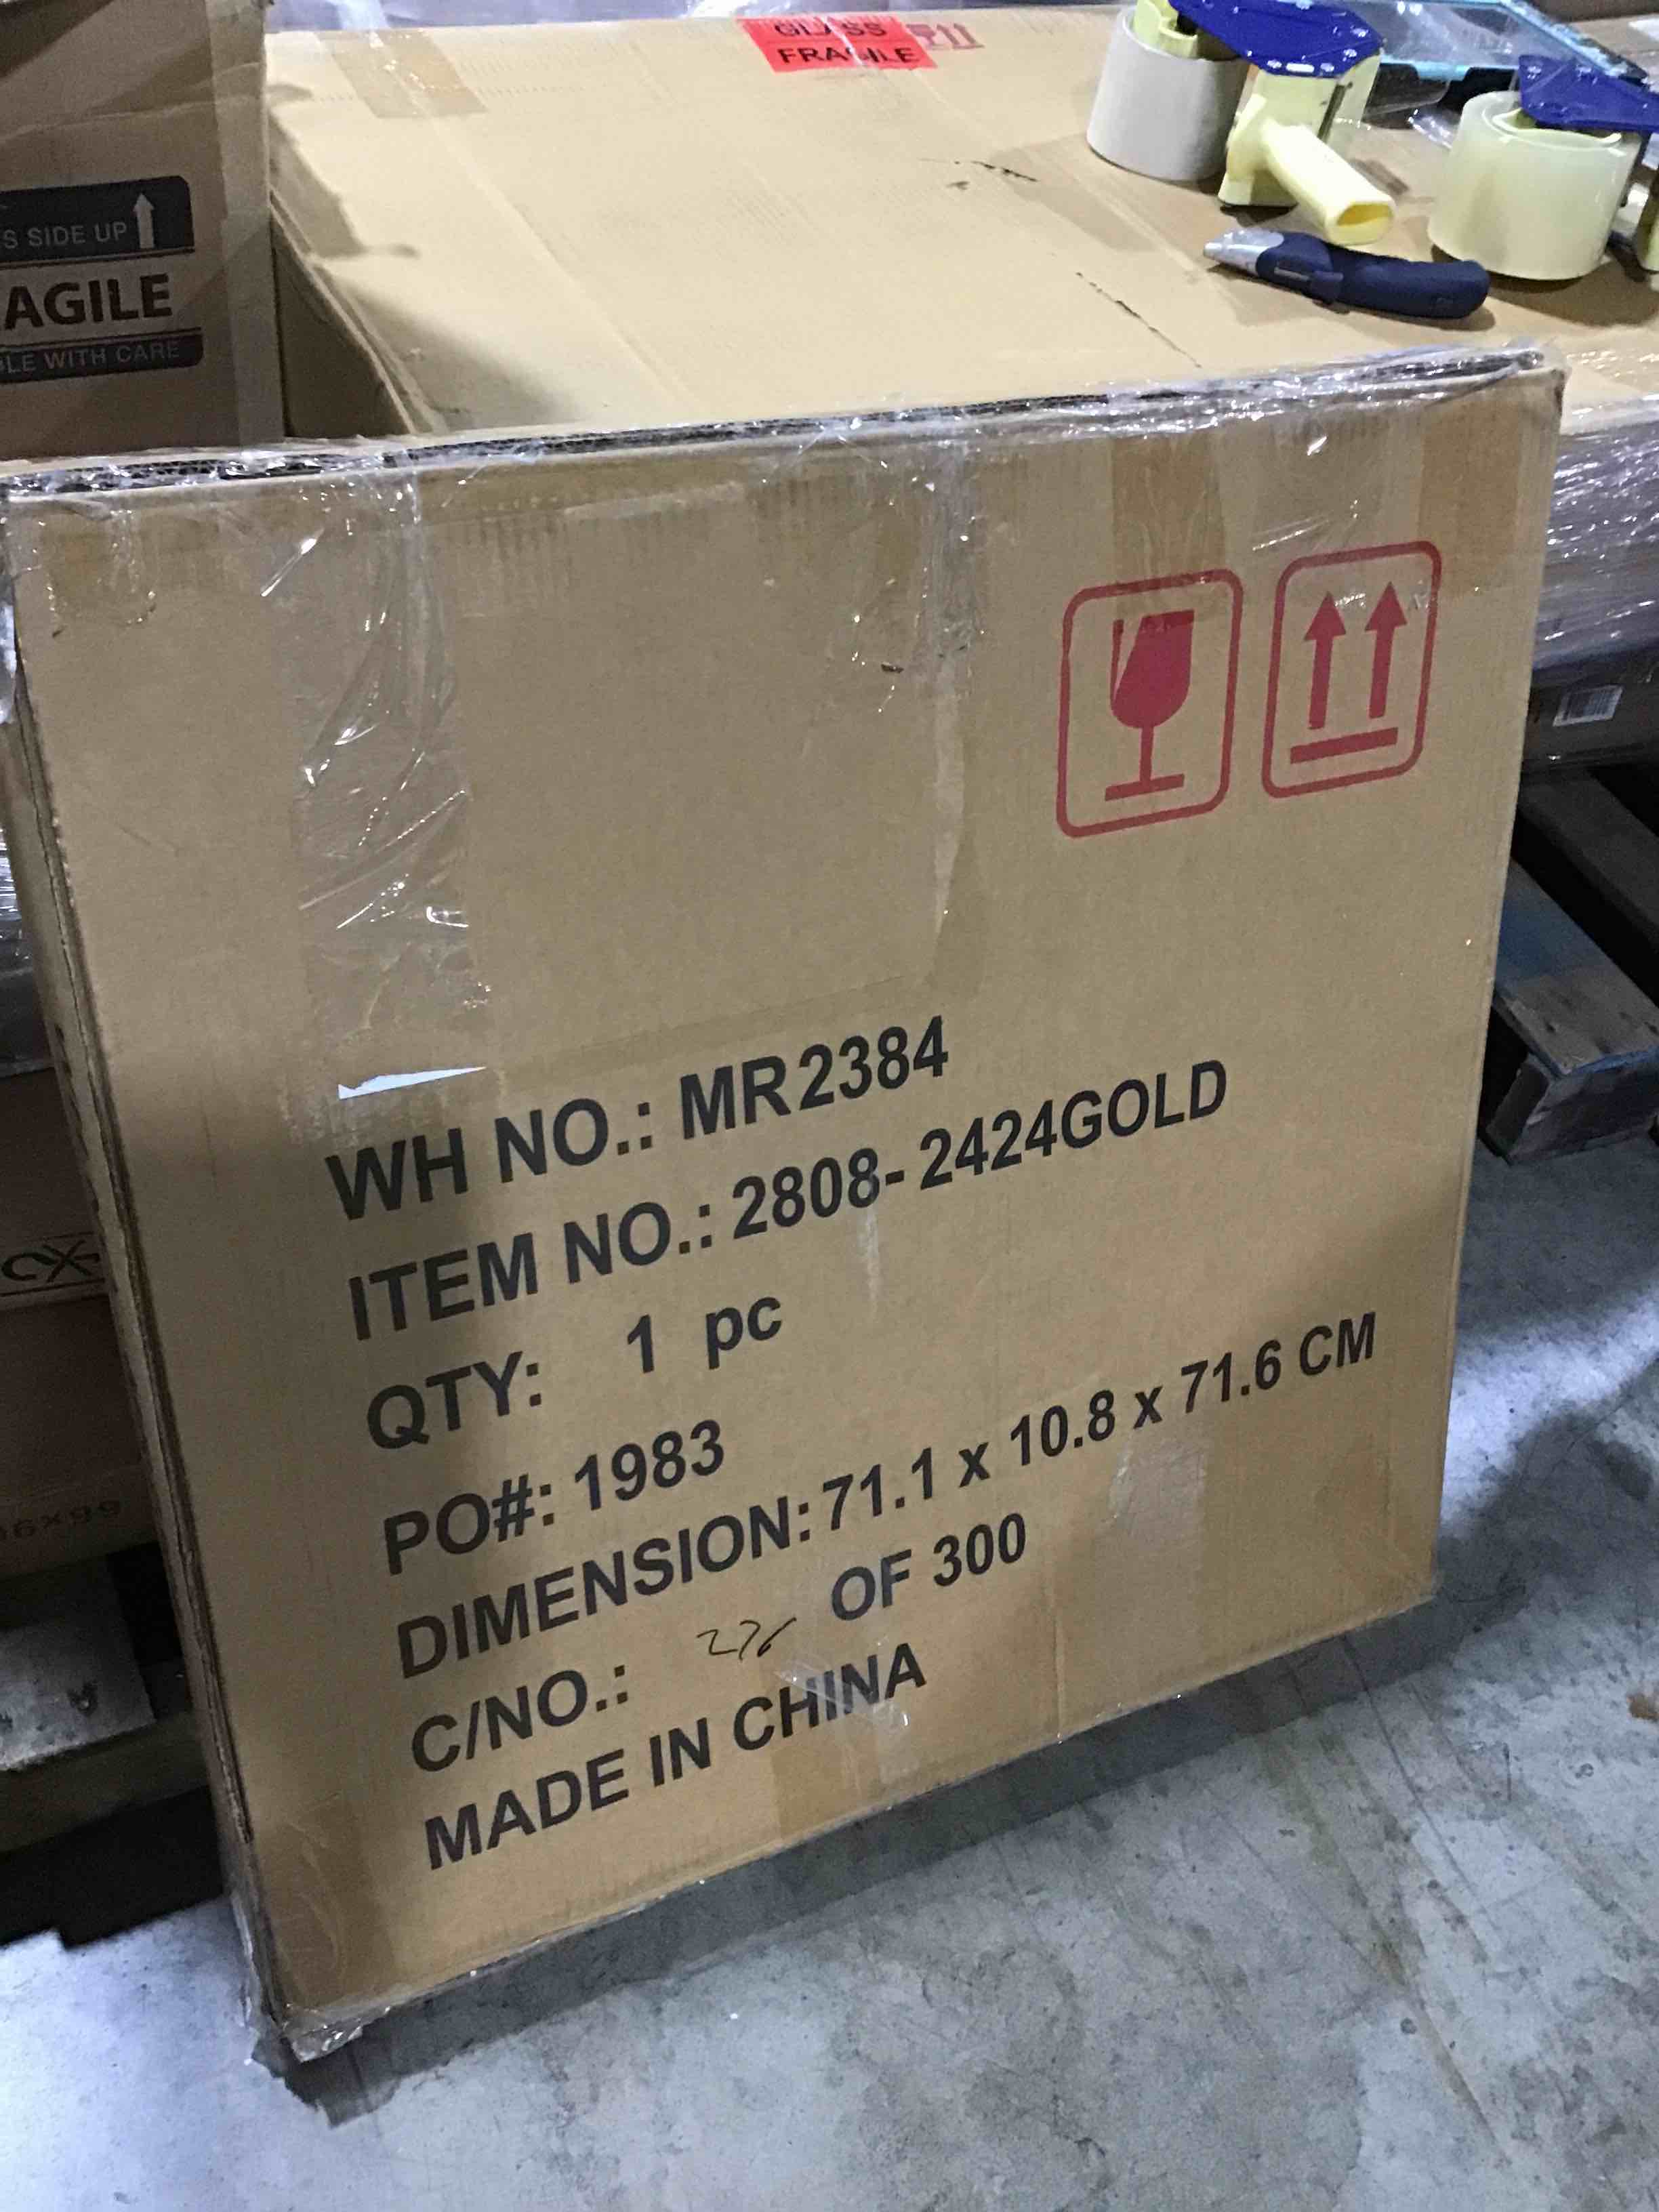 GLASS
FRAGILE
S SIDE UP
AGILE
LE WITH CARE
WH NO.: MR2384
ITEM NO.: 2808-2424GOLD
QTY: 1 pc
PO#: 1983
DIMENSION: 71.1 x 10.8 x 71.6 CM
C/NO.: 276 OF 300
MADE IN CHINA